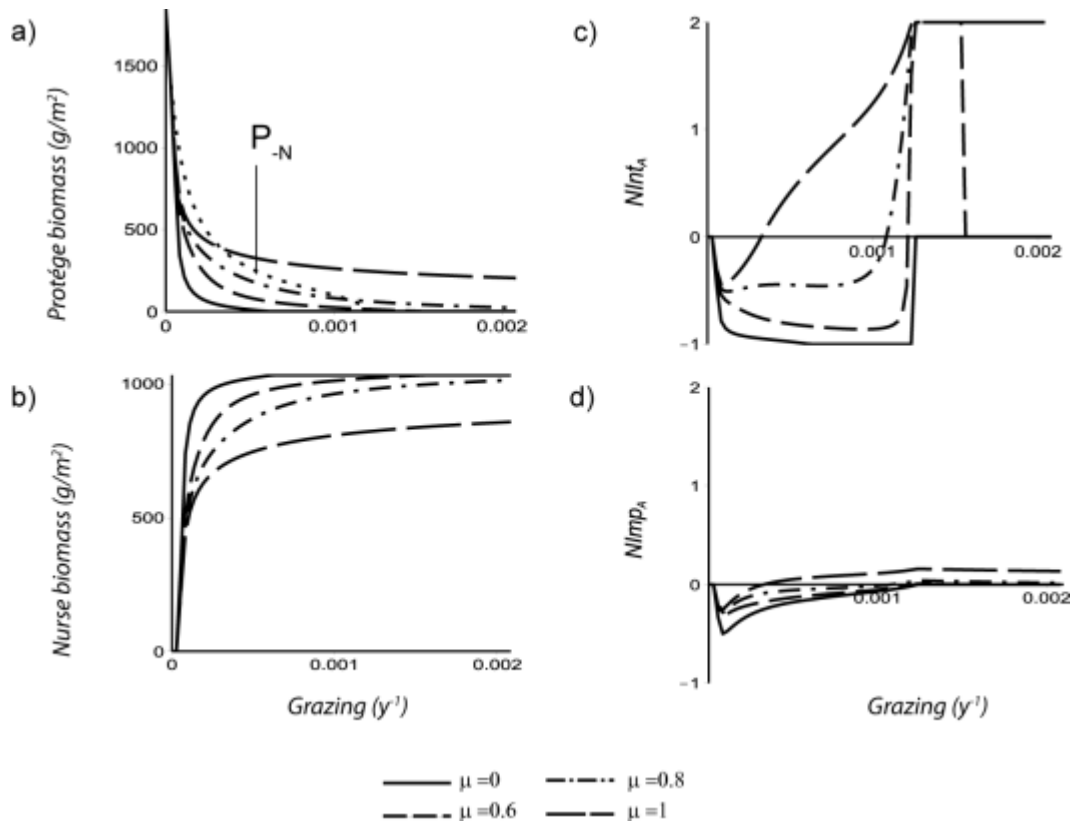 a)
Protége biomass (g/m²)
1500
1000
500
0
P-N
0
0.001
0.002
b)
Nurse biomass (g/m²)
1000
500
0
0
0.001
0.002
Grazing (y⁻¹)
c)
NIntA
2
1
0
−1
0.001
0.002
d)
NImpA
2
1
0
−1
0.001
0.002
Grazing (y⁻¹)
μ =0
μ =0.8
μ =0.6
μ =1